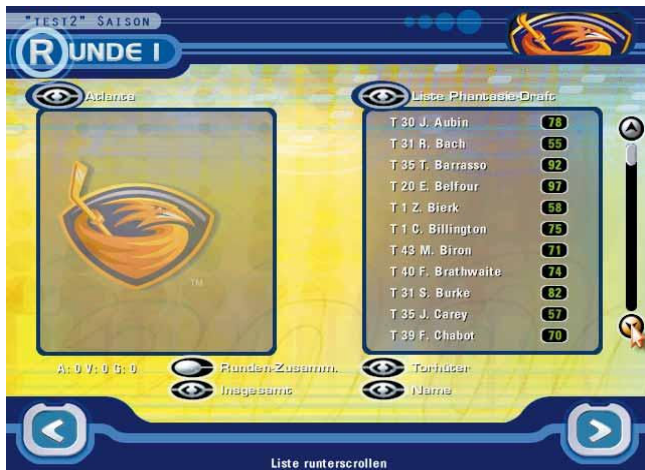 "TEST2" SAISON
RUNDE 1
Atlanta
Liste Phantasie-Draft
T 30 J. Aubin 78
T 31 R. Bach 55
T 35 T. Barrasso 92
T 20 E. Belfour 97
T 1 Z. Bierk 58
T 1 C. Billington 75
T 43 M. Biron 71
T 40 F. Brathwaite 74
T 31 S. Burke 82
T 35 J. Carey 57
T 39 F. Chabot 70
TM
A: 0 V: 0 G: 0
Runden-Zusamm.
Torhüter
Insgesamt
Name
Liste runterscrollen